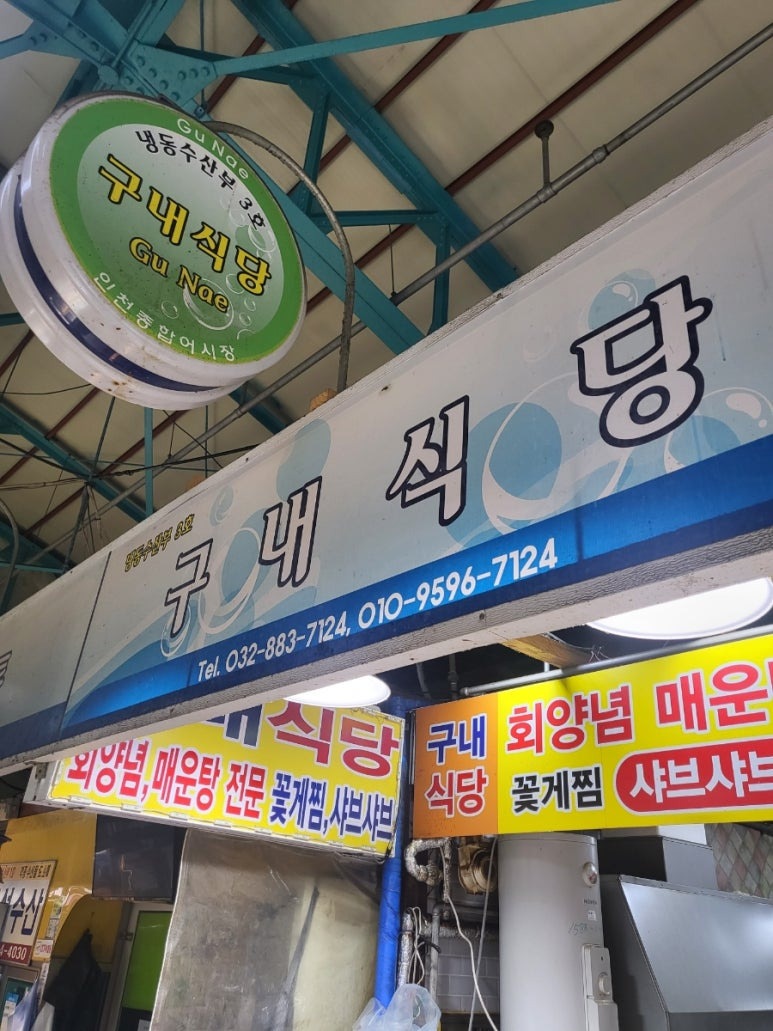 Gu Nae
냉동수산부 3호
구내식당
Gu Nae
인천종합어시장
냉동수산부 3호
구내식당
Tel. 032-883-7124, 010-9596-7124
내식당
회양념, 매운탕 전문 꽃게찜,샤브샤브
구내
식당
회양념 매운
꽃게찜 샤브샤브
수산
4-4030